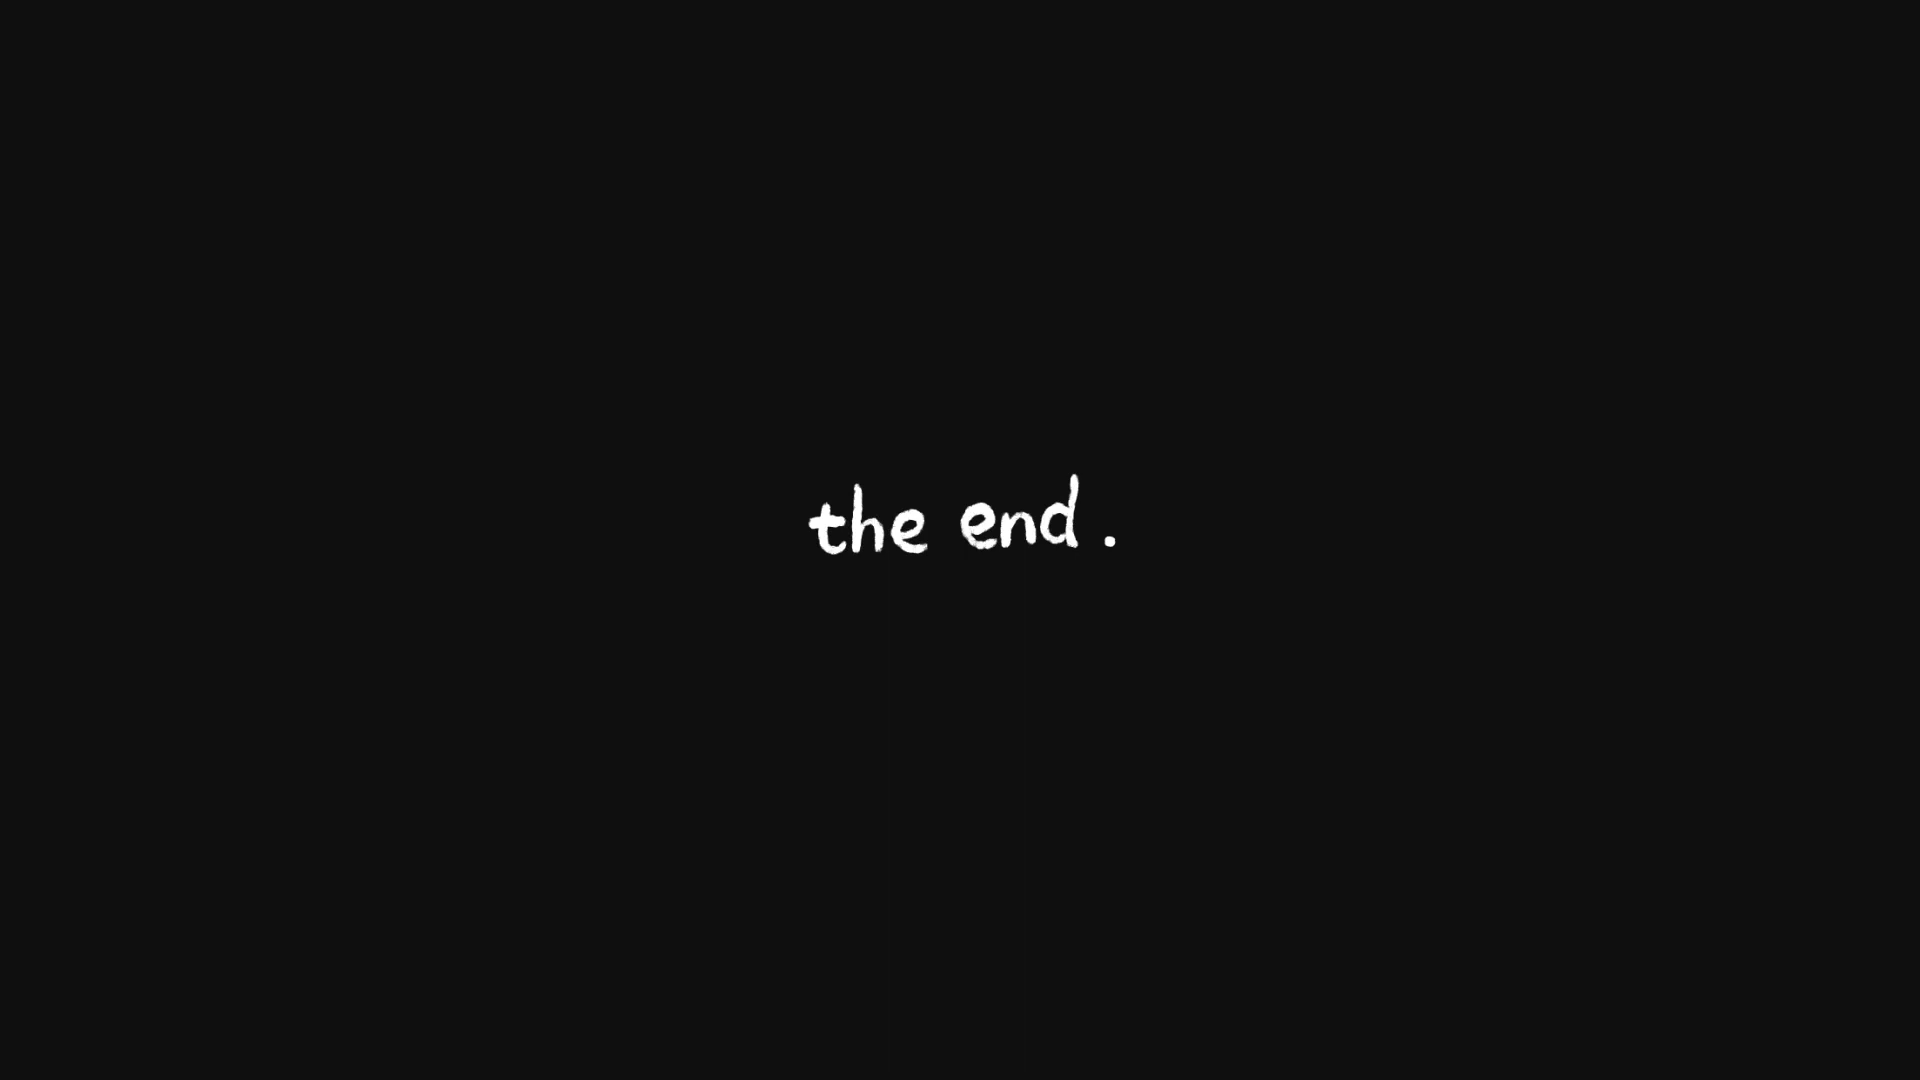 the end .